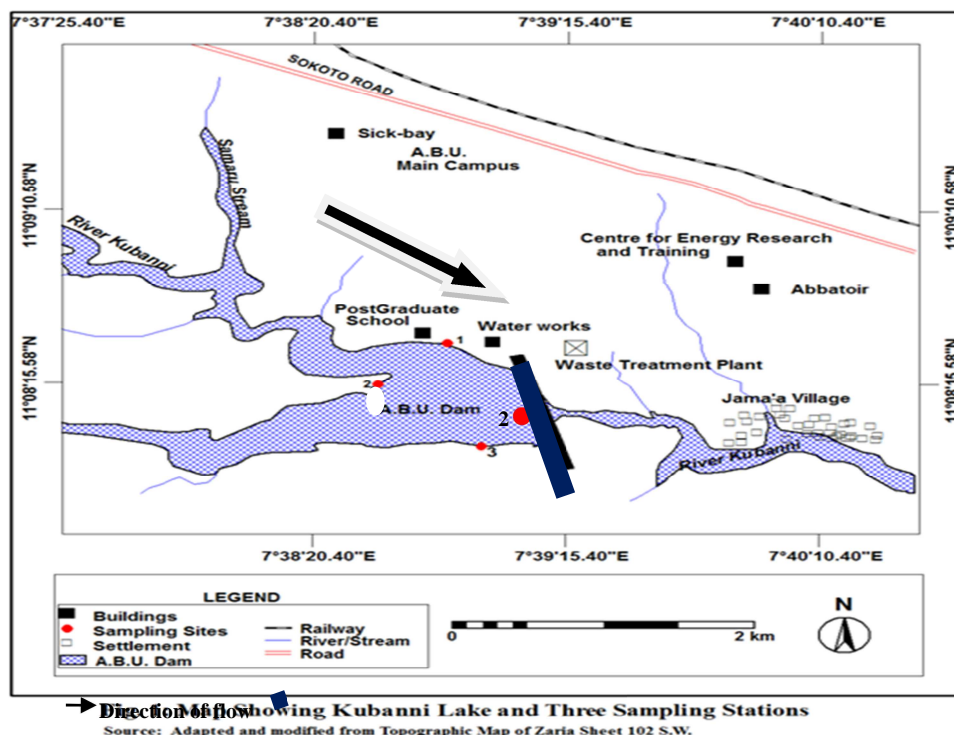 7°37'25.40" 7°38'20.40"E 7°39'15.40"E 7°40'10.40"
SOKOTO ROAD
Sick-bay
A.B.U.
Main Campus
Samaru Stream
11°09'10.58"N
11°09'10.58"N
River Kubanni
Centre for Energy Research
and Training
Abbatoir
PostGraduate
School
1
Water works
Waste Treatment Plant
11°08'15.58"N
11°08'15.58"N
2
Jama'a Village
A.B.U Dam
2
3
River Kubanni
7°38'20.40"E 7°39'15.40"E 7°40'10.40"E
LEGEND
Buildings
Sampling Sites
Settlement
A.B.U. Dam
Railway
River/Stream
Road
0 2 km
N
Direction of flow
Showing Kubanni Lake and Three Sampling Stations
Source: Adapted and modified from Topographic Map of Zaria Sheet 102 S.W.